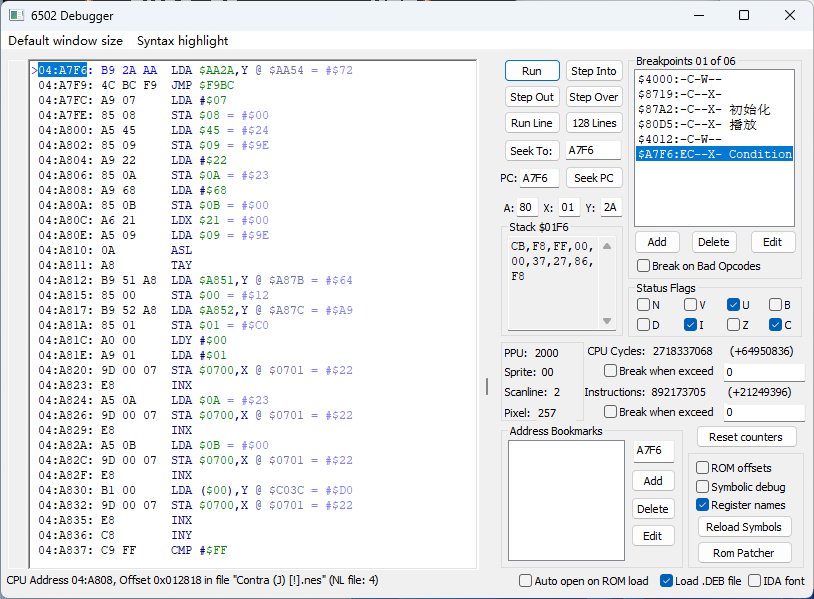 6502 Debugger
Default window size Syntax highlight
>04:A7F6: B9 2A AA LDA $AA2A,Y @ $AA54 = #$72
04:A7F9: 4C BC F9 JMP $F9BC
04:A7FC: A9 07 LDA #$07
04:A7FE: 85 08 STA $08 = #$00
04:A800: A5 45 LDA $45 = #$24
04:A802: 85 09 STA $09 = #$9E
04:A804: A9 22 LDA #$22
04:A806: 85 0A STA $0A = #$23
04:A808: A9 68 LDA #$68
04:A80A: 85 0B STA $0B = #$00
04:A80C: A6 21 LDX $21 = #$00
04:A80E: A5 09 LDA $09 = #$9E
04:A810: 0A ASL
04:A811: A8 TAY
04:A812: B9 51 A8 LDA $A851,Y @ $A87B = #$64
04:A815: 85 00 STA $00 = #$12
04:A817: B9 52 A8 LDA $A852,Y @ $A87C = #$A9
04:A81A: 85 01 STA $01 = #$C0
04:A81C: A0 00 LDY #$00
04:A81E: A9 01 LDA #$01
04:A820: 9D 00 07 STA $0700,X @ $0701 = #$22
04:A823: E8 INX
04:A824: A5 0A LDA $0A = #$23
04:A826: 9D 00 07 STA $0700,X @ $0701 = #$22
04:A829: E8 INX
04:A82A: A5 0B LDA $0B = #$00
04:A82C: 9D 00 07 STA $0700,X @ $0701 = #$22
04:A82F: E8 INX
04:A830: B1 00 LDA ($00),Y @ $C03C = #$D0
04:A832: 9D 00 07 STA $0700,X @ $0701 = #$22
04:A835: E8 INX
04:A836: C8 INY
04:A837: C9 FF CMP #$FF
Run Step Into
Step Out Step Over
Run Line 128 Lines
Seek To: A7F6
PC: A7F6 Seek PC
A: 80 X: 01 Y: 2A
Stack $01F6
CB,F8,FF,00,
00,37,27,86,
F8
Breakpoints 01 of 06
$4000:-C-W--
$8719:-C--X-
$87A2:-C--X- 初始化
$80D5:-C--X- 播放
$4012:-C-W--
$A7F6:EC--X- Condition
Add Delete Edit
Break on Bad Opcodes
Status Flags
N V U B
D I Z C
PPU: 2000
Sprite: 00
Scanline: 2
Pixel: 257
CPU Cycles: 2718337068 (+64950836)
Break when exceed 0
Instructions: 892173705 (+21249396)
Break when exceed 0
Address Bookmarks
A7F6
Add
Delete
Edit
Reset counters
ROM offsets
Symbolic debug
Register names
Reload Symbols
Rom Patcher
CPU Address 04:A808, Offset 0x012818 in file "Contra (J) [!].nes" (NL file: 4)
Auto open on ROM load Load .DEB file IDA font